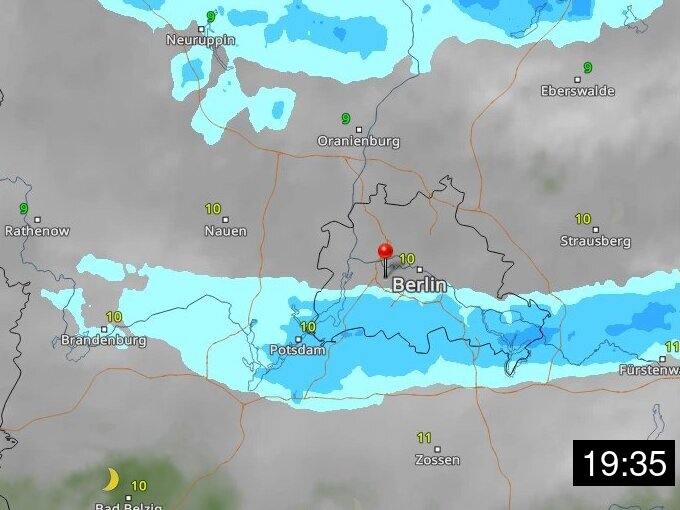 9
Neuruppin
9
Eberswalde
9
Oranienburg
9
Rathenow
10
Nauen
10
Strausberg
10
Berlin
10
Brandenburg
10
Potsdam
11
Fürstenwa
11
Zossen
19:35
10
Bad Belzig